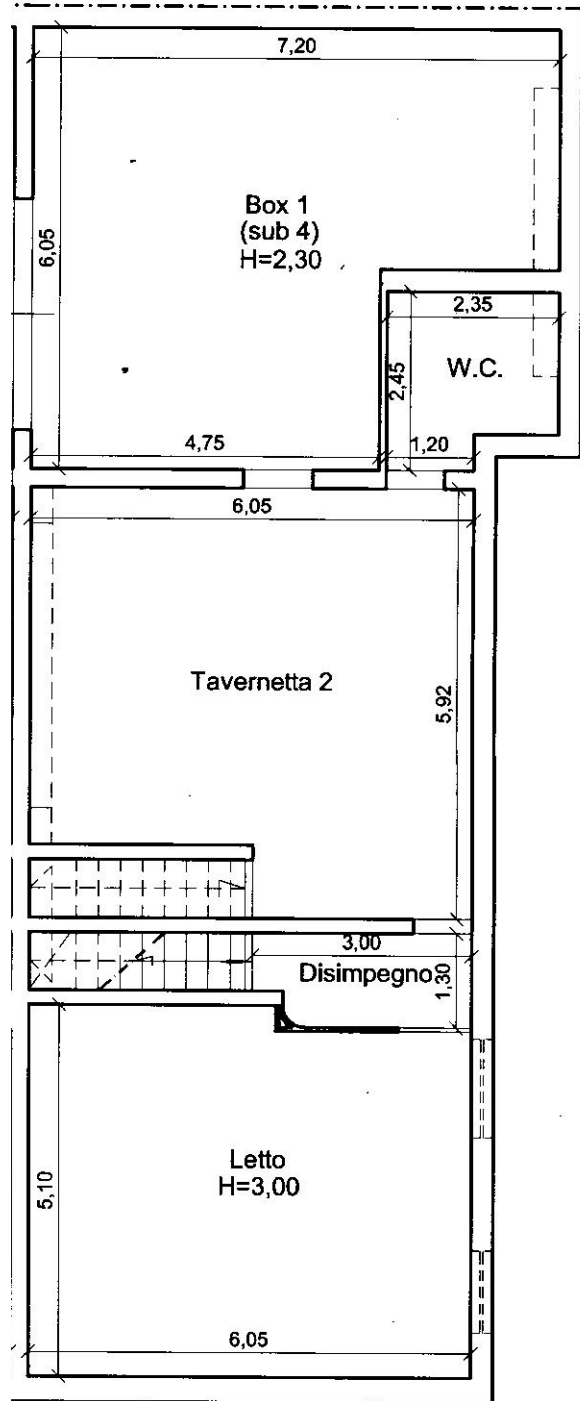 7,20
Box 1
(sub 4)
H=2,30
6,05
2,35
W.C.
2,45
4,75
1,20
6,05
Tavernetta 2
5,92
3,00
Disimpegno
1,30
Letto
H=3,00
5,10
6,05